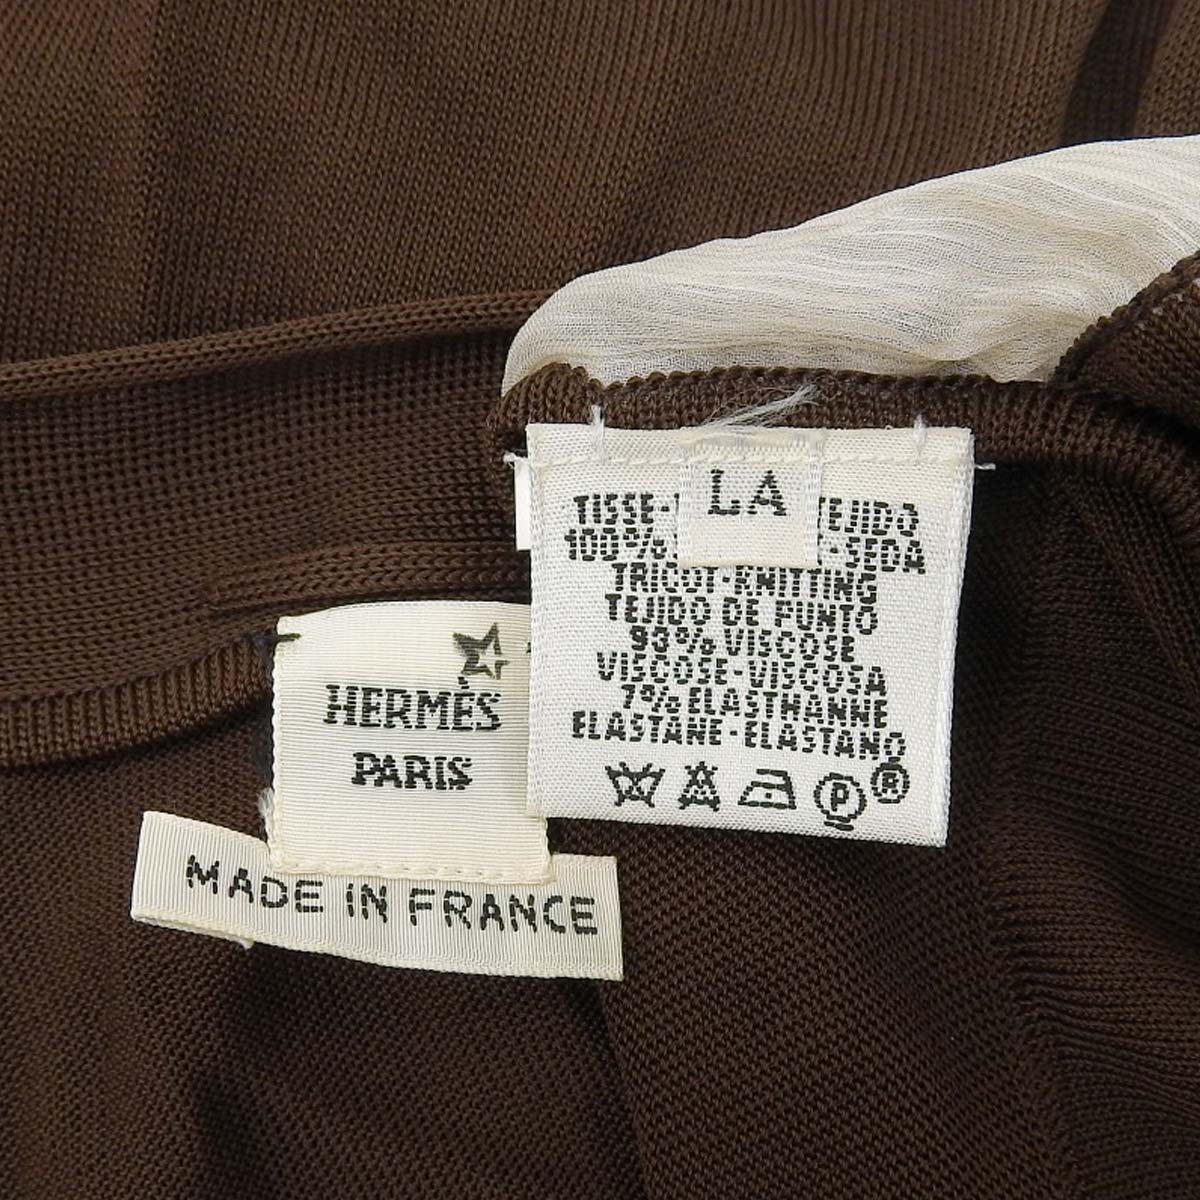 LA
TISSE- TEJIDO
100% -SEDA
TRICOT-KNITTING
TEJIDO DE PUNTO
93% VISCOSE
VISCOSE-VISCOSA
7% ELASTHANNE
ELASTANE-ELASTANO
P ®
HERMÈS
PARIS
MADE IN FRANCE